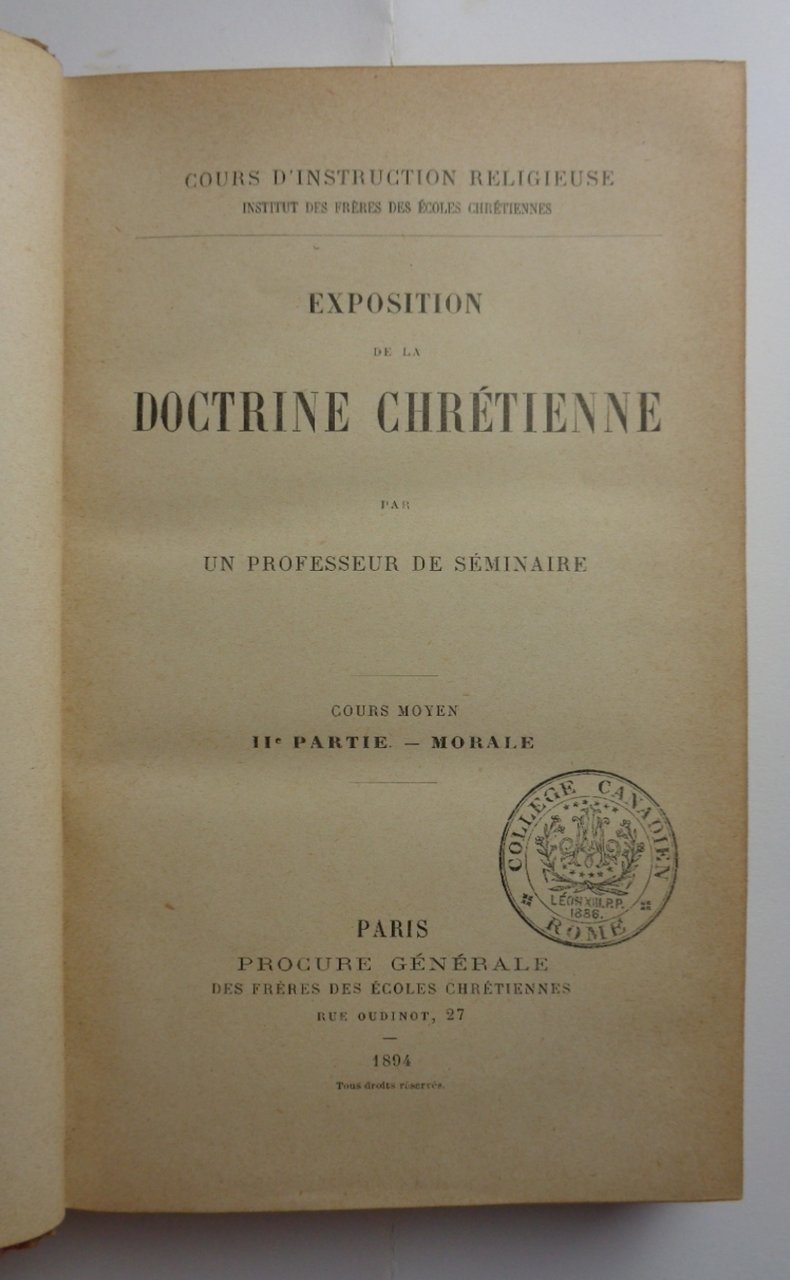 COURS D'INSTRUCTION RELIGIEUSE
INSTITUT DES FRÈRES DES ÉCOLES CHRÉTIENNES
EXPOSITION
DE LA
DOCTRINE CHRÉTIENNE
PAR
UN PROFESSEUR DE SÉMINAIRE
COURS MOYEN
IIe PARTIE. — MORALE
COLLEGE CANADIEN
LÉON XIII. P.P.
1886.
ROME
PARIS
PROCURE GÉNÉRALE
DES FRÈRES DES ÉCOLES CHRÉTIENNES
RUE OUDINOT, 27
1894
Tous droits réservés.